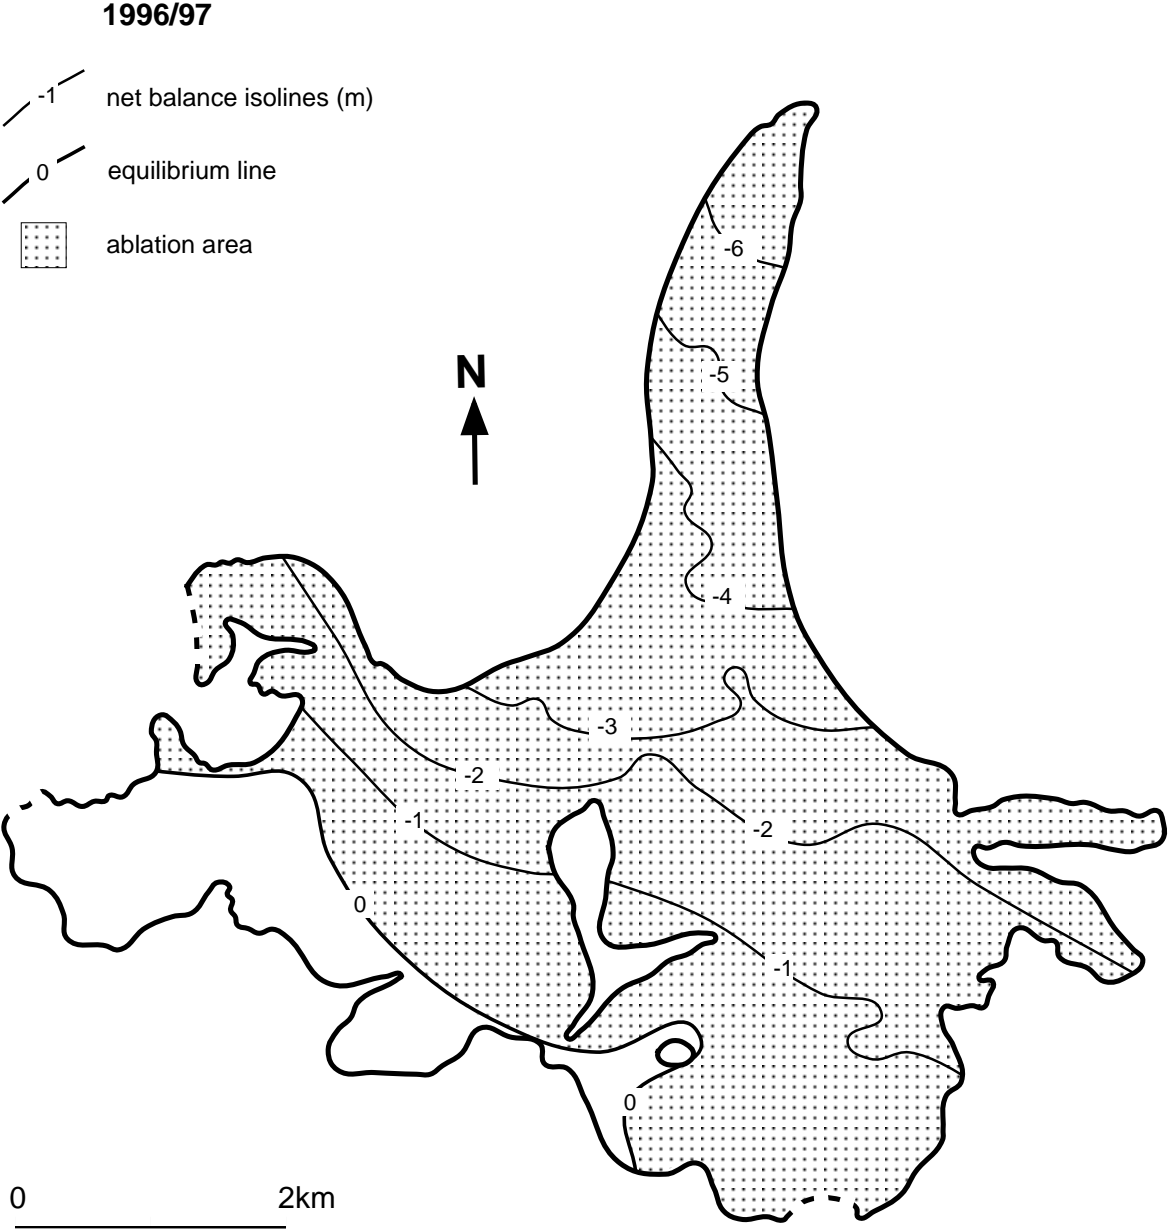 1996/97
-1 net balance isolines (m)
0 equilibrium line
ablation area
-6
N
-5
-4
-3
-2
-1
-2
0
-1
0
0 2km